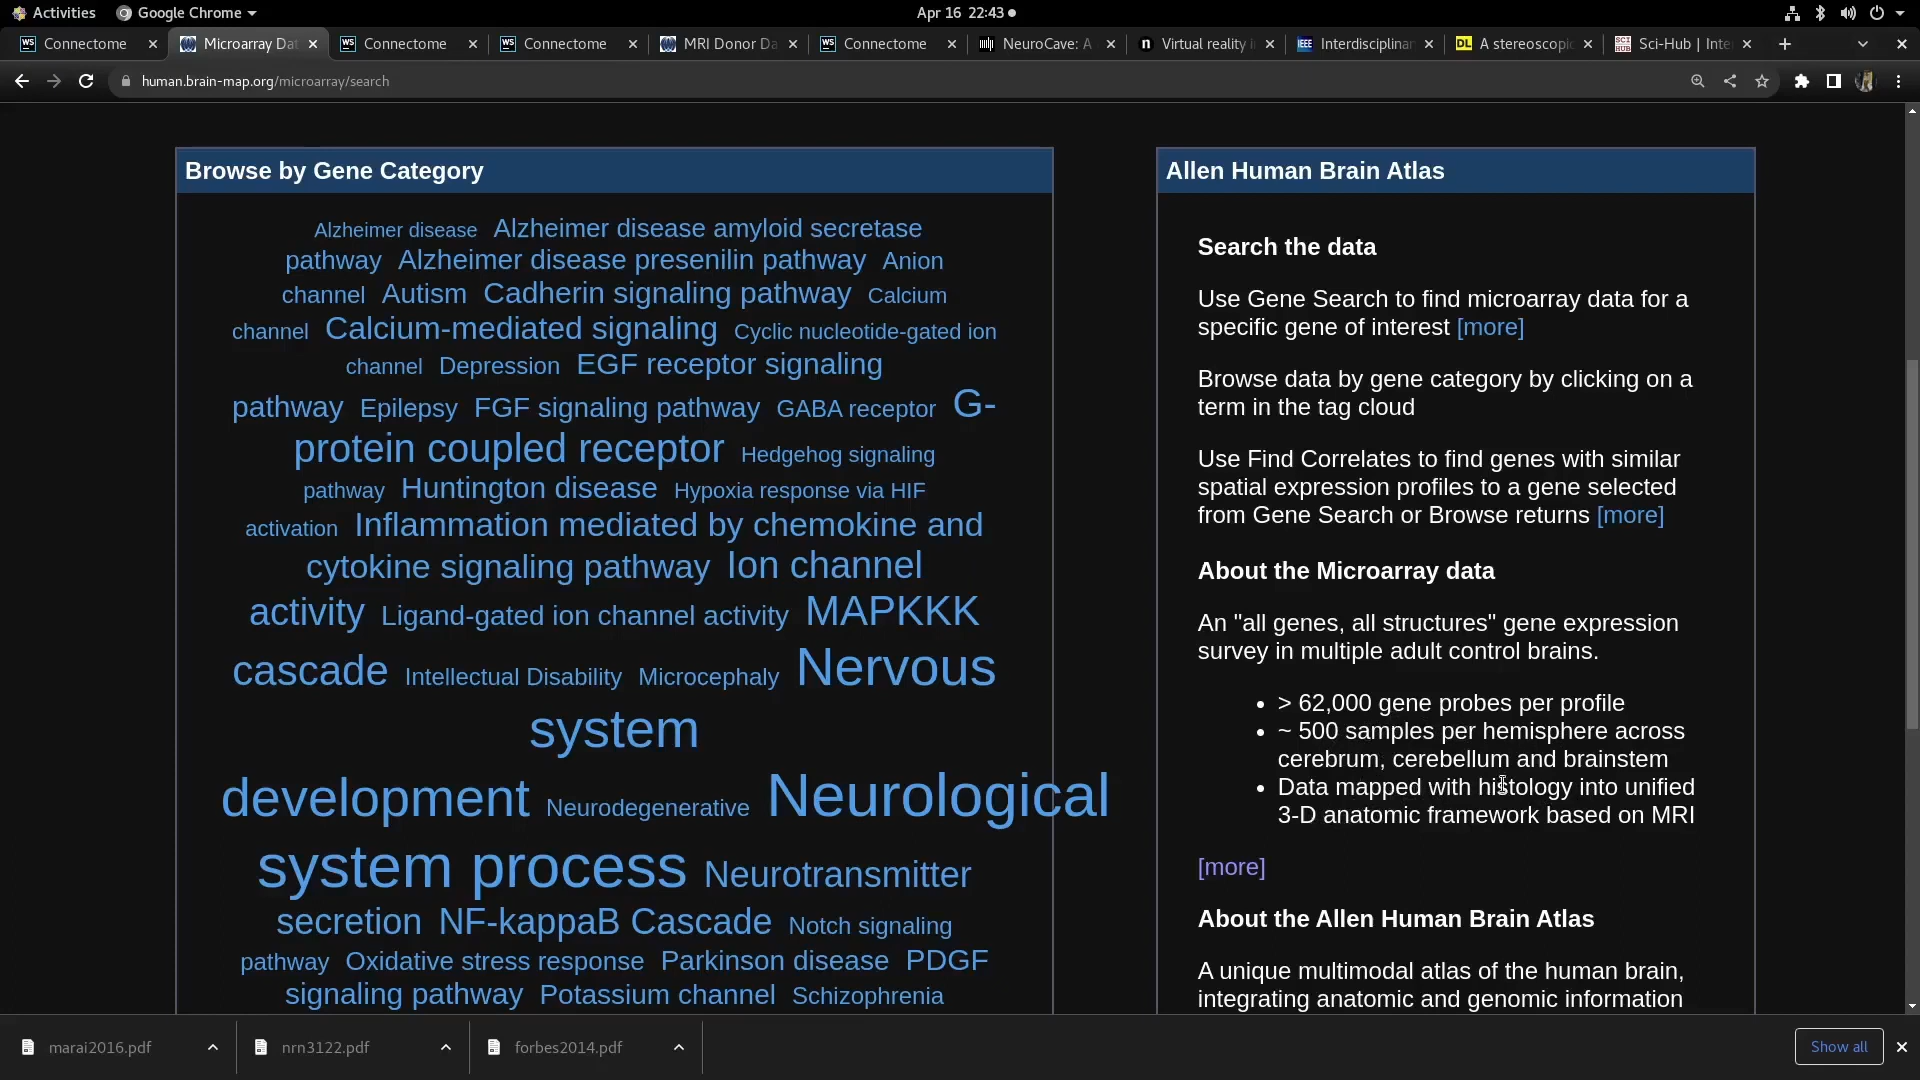 Activities
Google Chrome
Apr 16 22:43
Connectome
Microarray Dat
Connectome
Connectome
MRI Donor Da
Connectome
NeuroCave: A
Virtual reality i
Interdisciplinar
A stereoscopic
Sci-Hub | Inte
human.brain-map.org/microarray/search
Browse by Gene Category
Alzheimer disease Alzheimer disease amyloid secretase
pathway Alzheimer disease presenilin pathway Anion
channel Autism Cadherin signaling pathway Calcium
channel Calcium-mediated signaling Cyclic nucleotide-gated ion
channel Depression EGF receptor signaling
pathway Epilepsy FGF signaling pathway GABA receptor G-
protein coupled receptor Hedgehog signaling
pathway Huntington disease Hypoxia response via HIF
activation Inflammation mediated by chemokine and
cytokine signaling pathway Ion channel
activity Ligand-gated ion channel activity MAPKKK
cascade Intellectual Disability Microcephaly Nervous
system
development Neurodegenerative Neurological
system process Neurotransmitter
secretion NF-kappaB Cascade Notch signaling
pathway Oxidative stress response Parkinson disease PDGF
signaling pathway Potassium channel Schizophrenia
Allen Human Brain Atlas
Search the data
Use Gene Search to find microarray data for a
specific gene of interest [more]
Browse data by gene category by clicking on a
term in the tag cloud
Use Find Correlates to find genes with similar
spatial expression profiles to a gene selected
from Gene Search or Browse returns [more]
About the Microarray data
An "all genes, all structures" gene expression
survey in multiple adult control brains.
• > 62,000 gene probes per profile
• ~ 500 samples per hemisphere across
cerebrum, cerebellum and brainstem
• Data mapped with histology into unified
3-D anatomic framework based on MRI
[more]
About the Allen Human Brain Atlas
A unique multimodal atlas of the human brain,
integrating anatomic and genomic information
marai2016.pdf
nrn3122.pdf
forbes2014.pdf
Show all